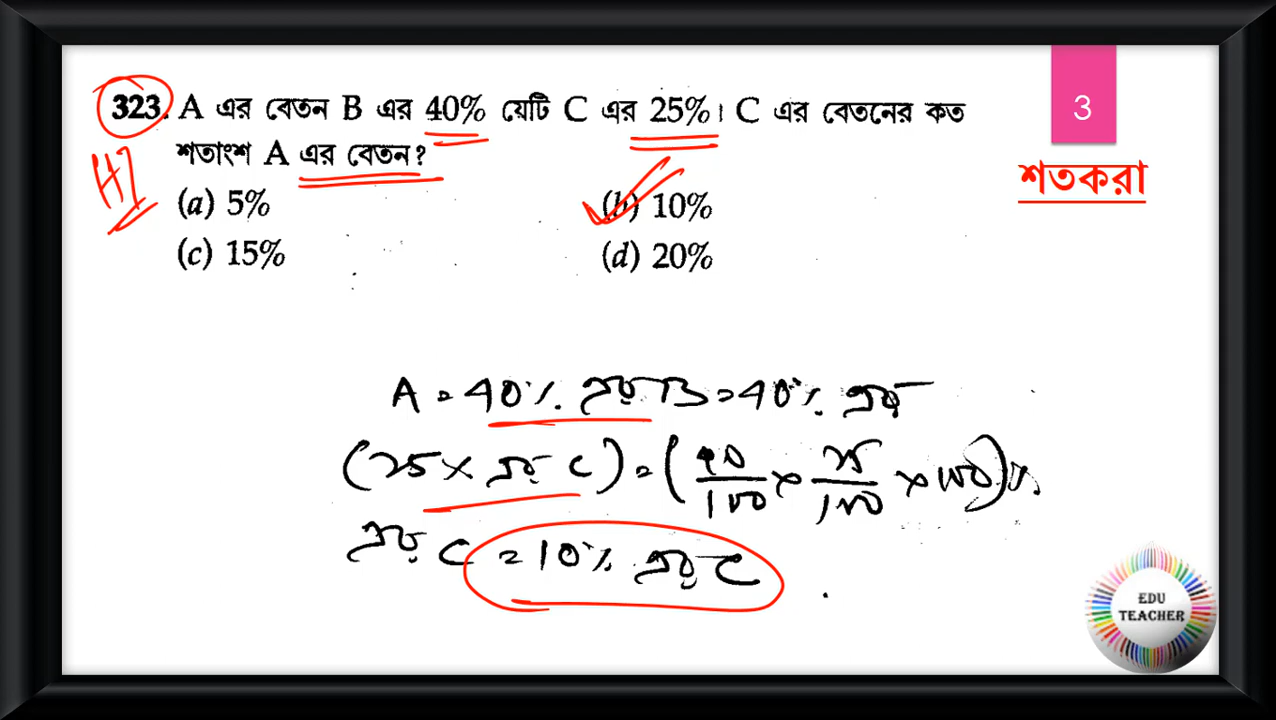 323. A এর বেতন B এর 40% যেটি C এর 25%। C এর বেতনের কত
শতাংশ A এর বেতন?
(a) 5%
(b) 10%
(c) 15%
(d) 20%
3
শতকরা
A = 40% এর B = 40% এর
(25% এর C) = (40/100 × 25/100 × 100)%
এর C = 10% এর C
EDU
TEACHER